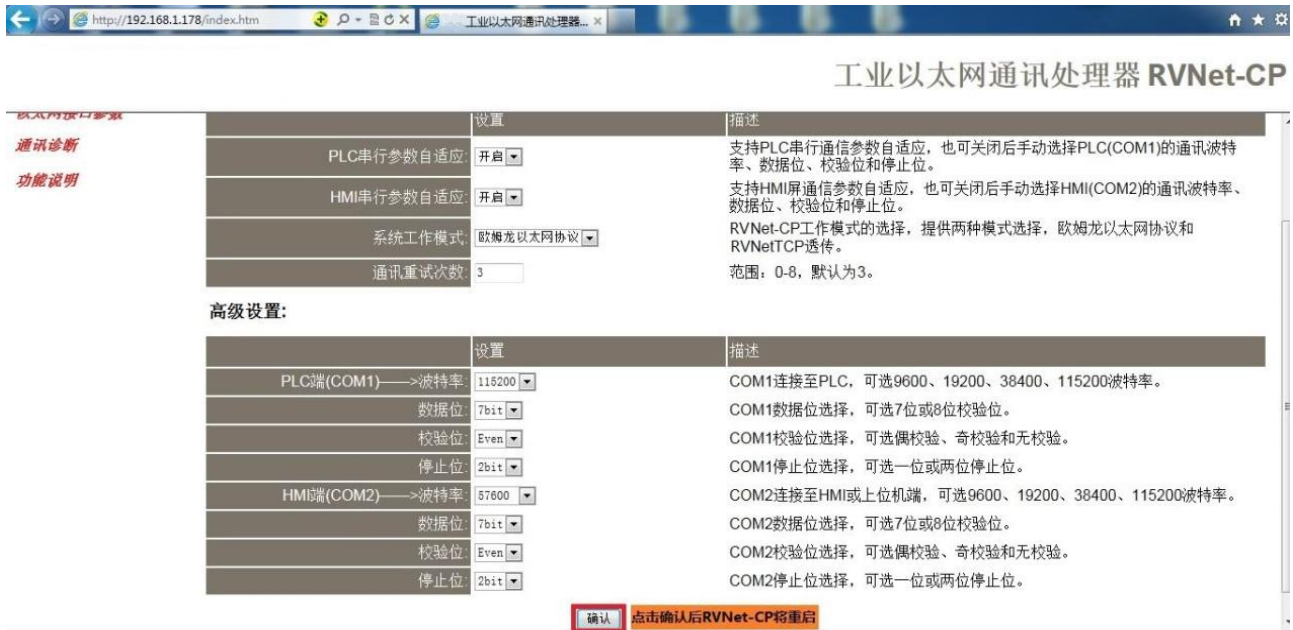 http://192.168.1.178/index.htm
工业以太网通讯处理器...
工业以太网通讯处理器 RVNet-CP
以太网接口参数
通讯诊断
功能说明
设置 描述
PLC串行参数自适应: 开启 支持PLC串行通信参数自适应，也可关闭后手动选择PLC(COM1)的通讯波特
率、数据位、校验位和停止位。
HMI串行参数自适应: 开启 支持HMI屏通信参数自适应，也可关闭后手动选择HMI(COM2)的通讯波特率、
数据位、校验位和停止位。
系统工作模式: 欧姆龙以太网协议 RVNet-CP工作模式的选择，提供两种模式选择，欧姆龙以太网协议和
RVNetTCP透传。
通讯重试次数: 3 范围：0-8，默认为3。
高级设置:
设置 描述
PLC端(COM1)——>波特率: 115200 COM1连接至PLC，可选9600、19200、38400、115200波特率。
数据位: 7bit COM1数据位选择，可选7位或8位校验位。
校验位: Even COM1校验位选择，可选偶校验、奇校验和无校验。
停止位: 2bit COM1停止位选择，可选一位或两位停止位。
HMI端(COM2)——>波特率: 57600 COM2连接至HMI或上位机端，可选9600、19200、38400、115200波特率。
数据位: 7bit COM2数据位选择，可选7位或8位校验位。
校验位: Even COM2校验位选择，可选偶校验、奇校验和无校验。
停止位: 2bit COM2停止位选择，可选一位或两位停止位。
确认 点击确认后RVNet-CP将重启